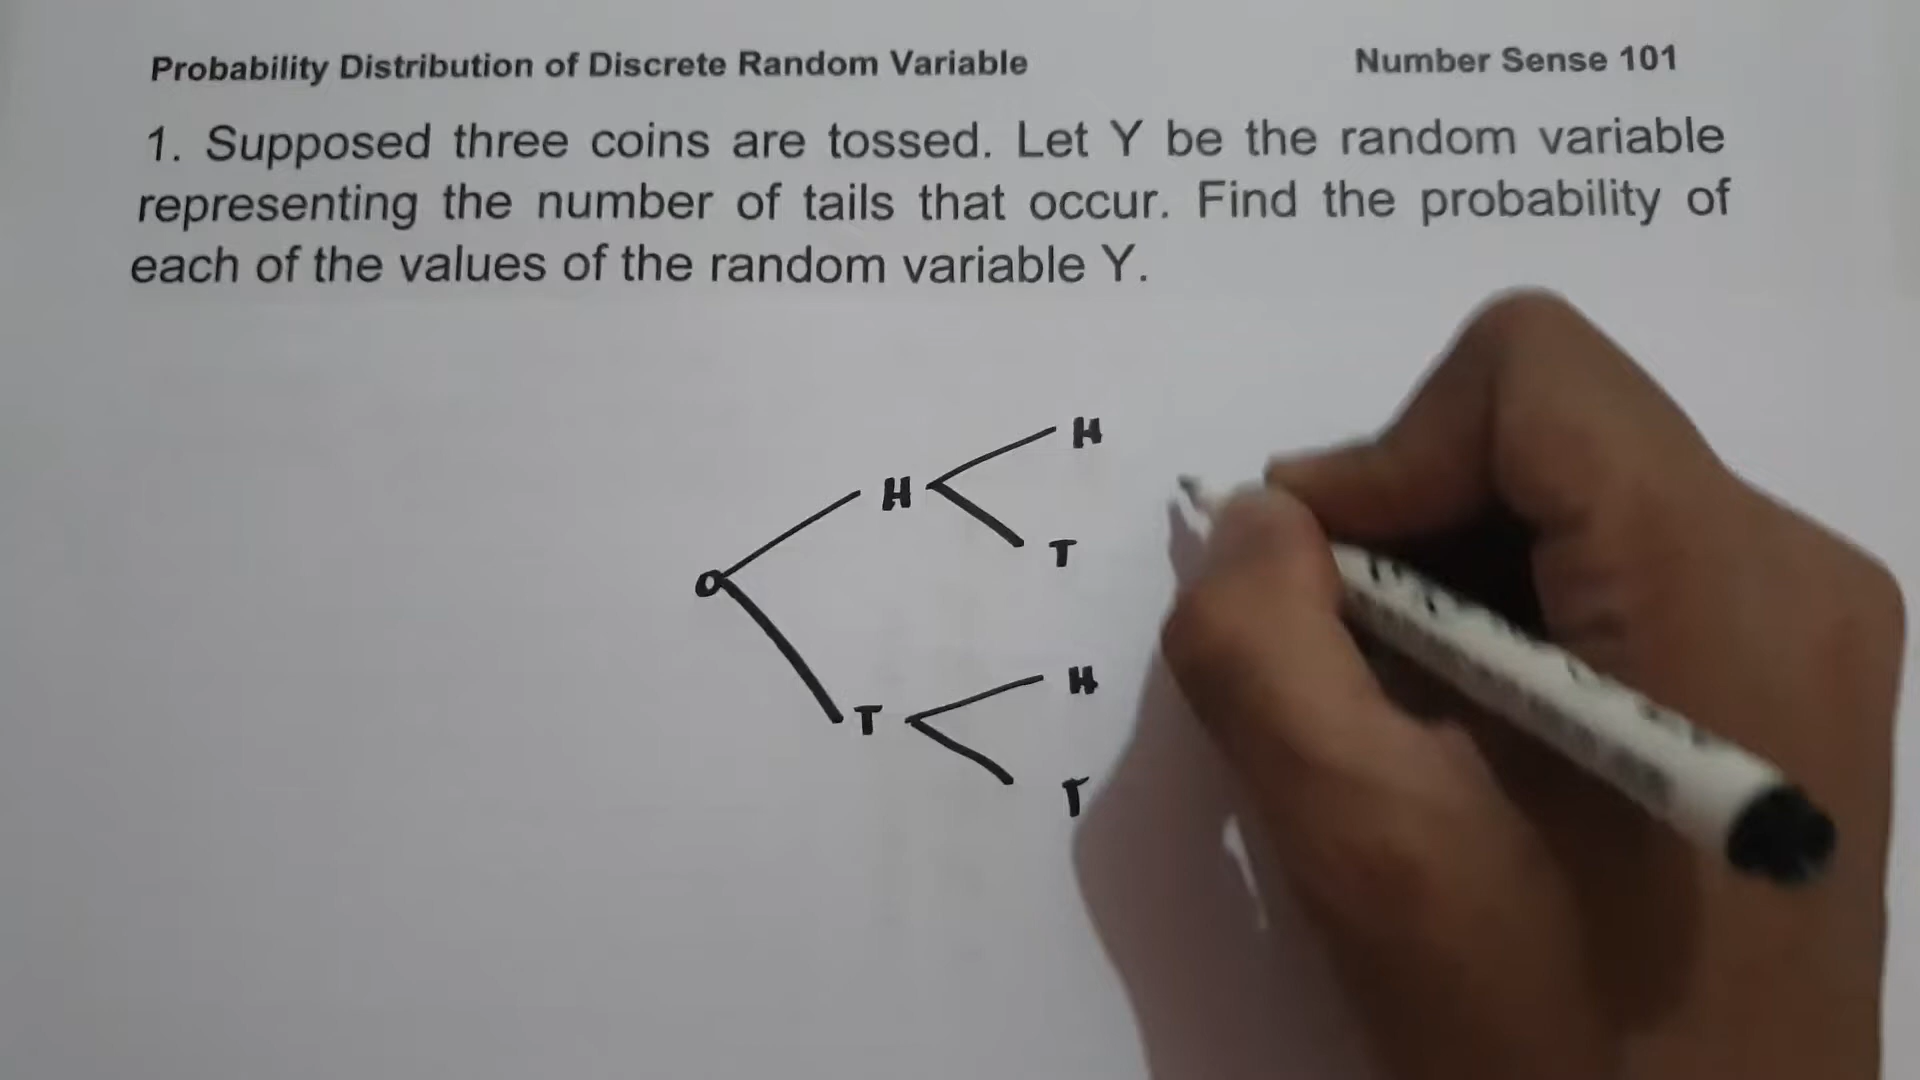 Probability Distribution of Discrete Random Variable
Number Sense 101
1. Supposed three coins are tossed. Let Y be the random variable
representing the number of tails that occur. Find the probability of
each of the values of the random variable Y.
H
H
T
O
H
T
T